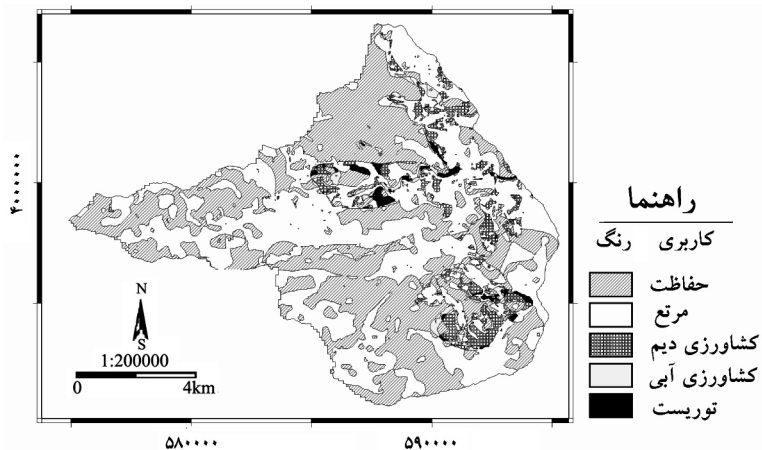 ۴۰۰۰۰۰۰
راهنما
رنگ کاربری
حفاظت
مرتع
کشاورزی دیم
کشاورزی آبی
توریست
N
S
1:200000
0 4km
۵۸۰۰۰۰ ۵۹۰۰۰۰